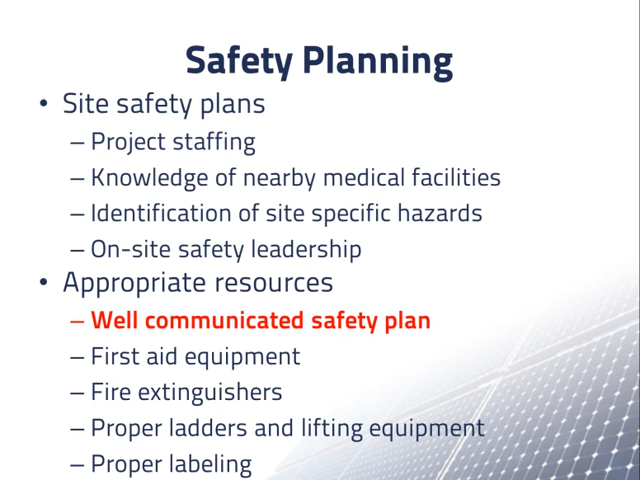 Safety Planning
• Site safety plans
– Project staffing
– Knowledge of nearby medical facilities
– Identification of site specific hazards
– On-site safety leadership
• Appropriate resources
– Well communicated safety plan
– First aid equipment
– Fire extinguishers
– Proper ladders and lifting equipment
– Proper labeling